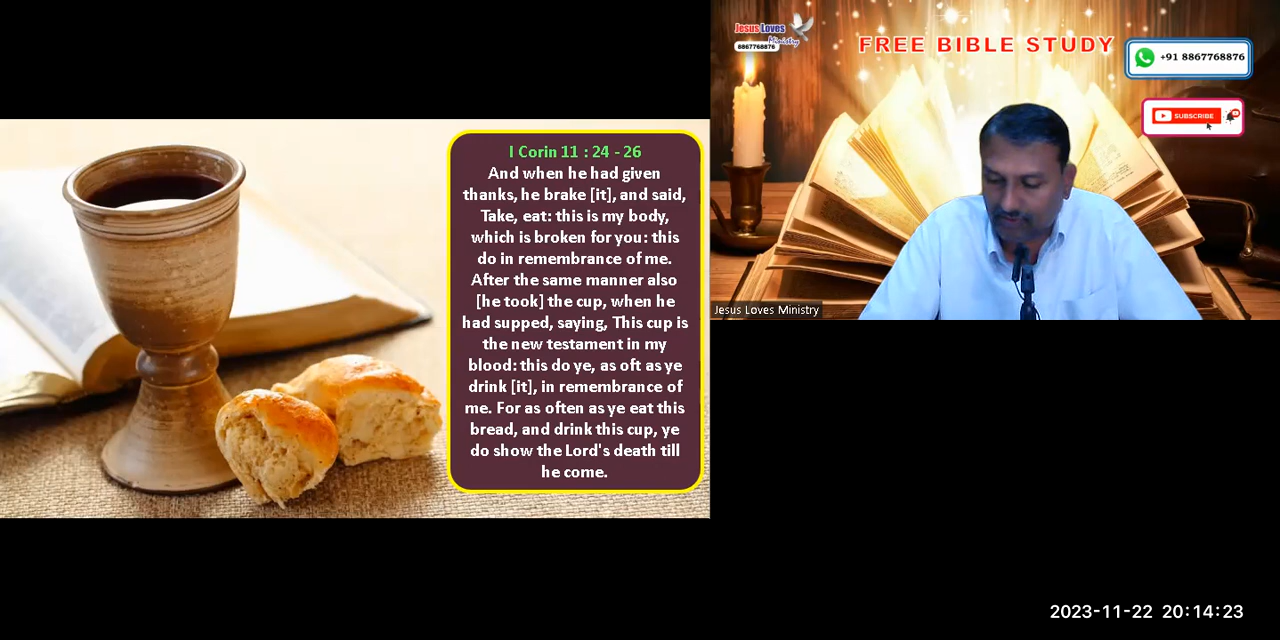 I Corin 11 : 24 - 26
And when he had given
thanks, he brake [it], and said,
Take, eat: this is my body,
which is broken for you: this
do in remembrance of me.
After the same manner also
[he took] the cup, when he
had supped, saying, This cup is
the new testament in my
blood: this do ye, as oft as ye
drink [it], in remembrance of
me. For as often as ye eat this
bread, and drink this cup, ye
do show the Lord's death till
he come.
Jesus Loves
Ministry
8867768876
FREE BIBLE STUDY
+91 8867768876
SUBSCRIBE
Jesus Loves Ministry
2023-11-22 20:14:23